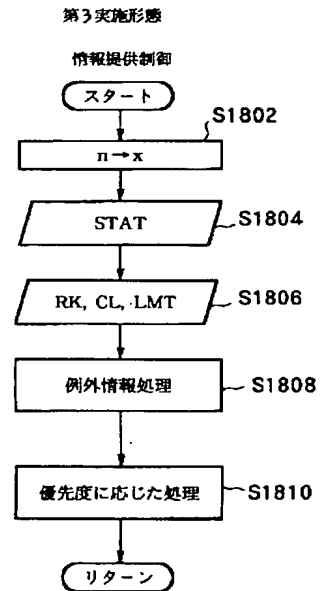 第3実施形態
情報提供制御
スタート
S1802
n→x
STAT
S1804
RK, CL, LMT
S1806
例外情報処理
S1808
優先度に応じた処理
S1810
リターン